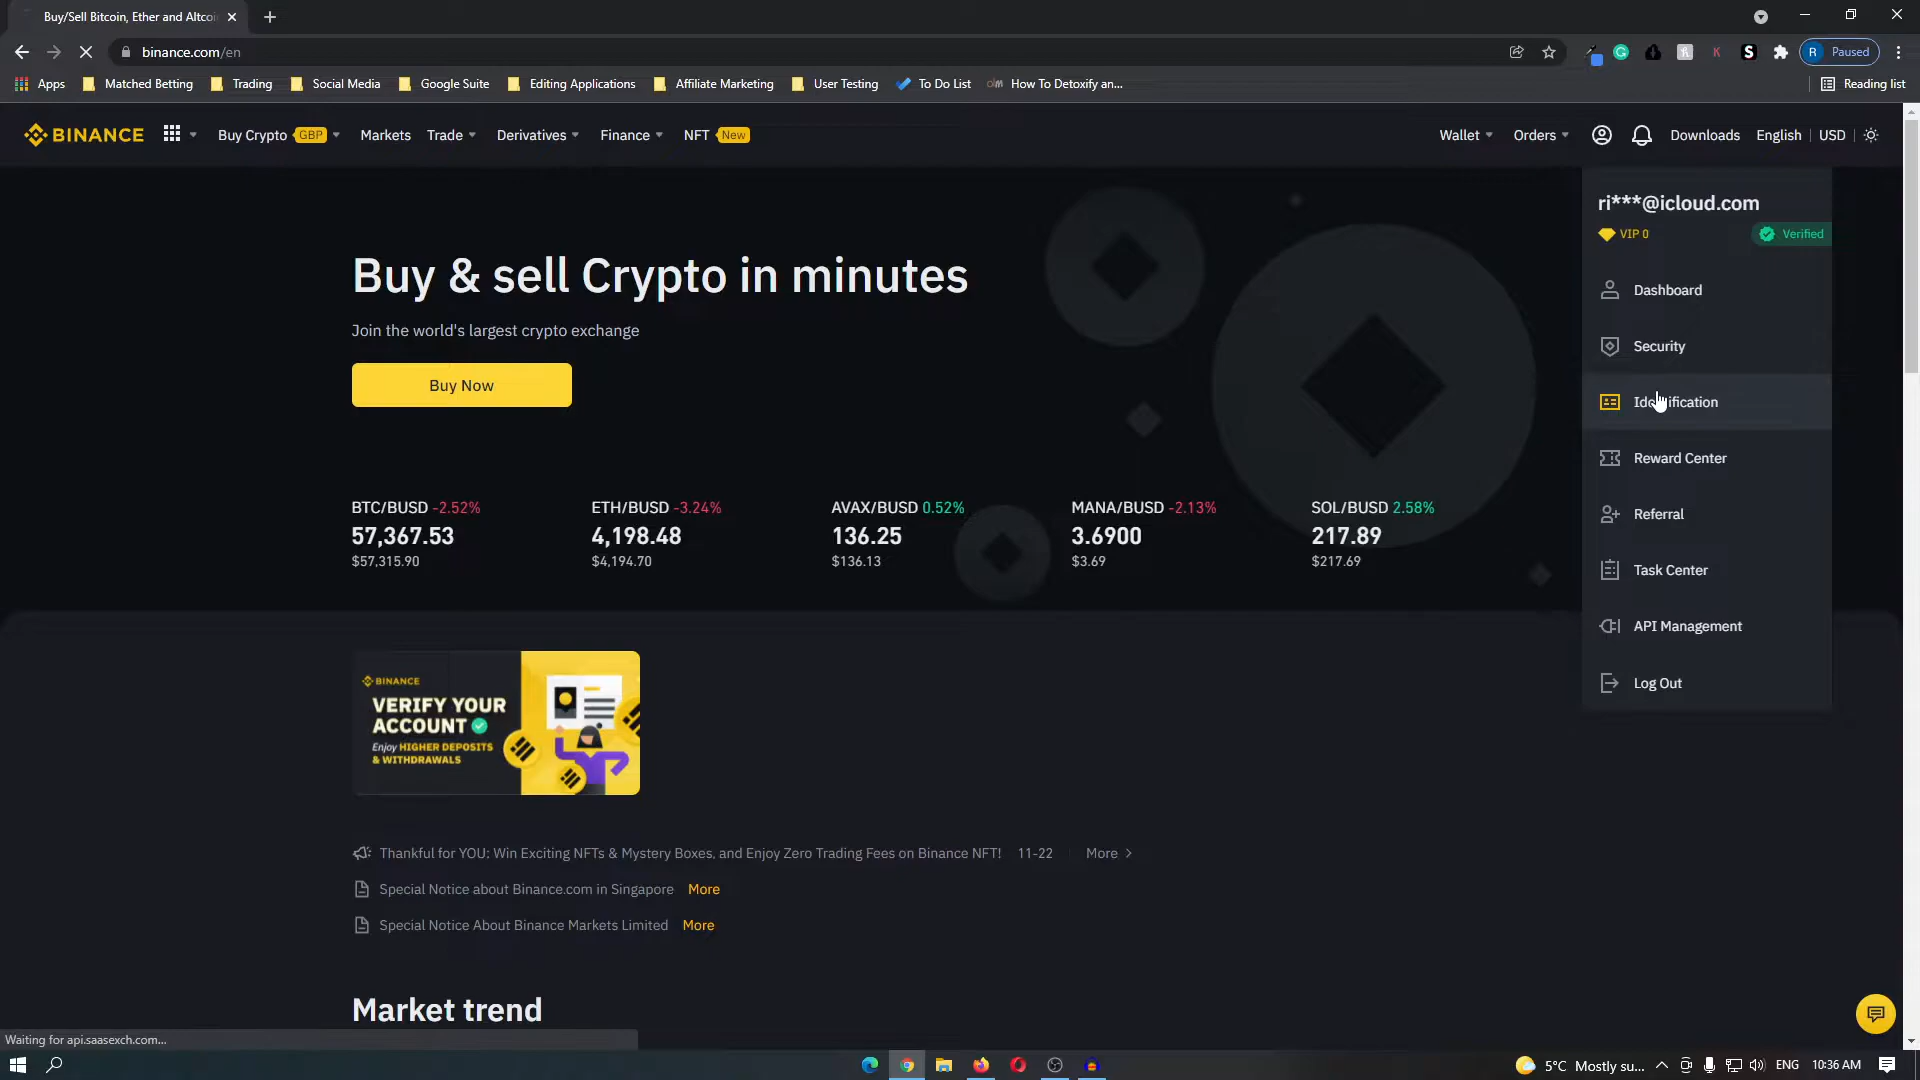 Buy/Sell Bitcoin, Ether and Altcoi
binance.com/en
R Paused
Apps Matched Betting Trading Social Media Google Suite Editing Applications Affiliate Marketing User Testing To Do List How To Detoxify an... Reading list
BINANCE Buy Crypto GBP Markets Trade Derivatives Finance NFT New Wallet Orders Downloads English USD
ri***@icloud.com
VIP 0 Verified
Dashboard
Security
Identification
Reward Center
Referral
Task Center
API Management
Log Out
Buy & sell Crypto in minutes
Join the world's largest crypto exchange
Buy Now
BTC/BUSD -2.52% ETH/BUSD -3.24% AVAX/BUSD 0.52% MANA/BUSD -2.13% SOL/BUSD 2.58%
57,367.53 4,198.48 136.25 3.6900 217.89
$57,315.90 $4,194.70 $136.13 $3.69 $217.69
BINANCE
VERIFY YOUR
ACCOUNT
Enjoy HIGHER DEPOSITS
& WITHDRAWALS
Thankful for YOU: Win Exciting NFTs & Mystery Boxes, and Enjoy Zero Trading Fees on Binance NFT! 11-22 More
Special Notice about Binance.com in Singapore More
Special Notice About Binance Markets Limited More
Market trend
Waiting for api.saasexch.com...
5°C Mostly su... ENG 10:36 AM